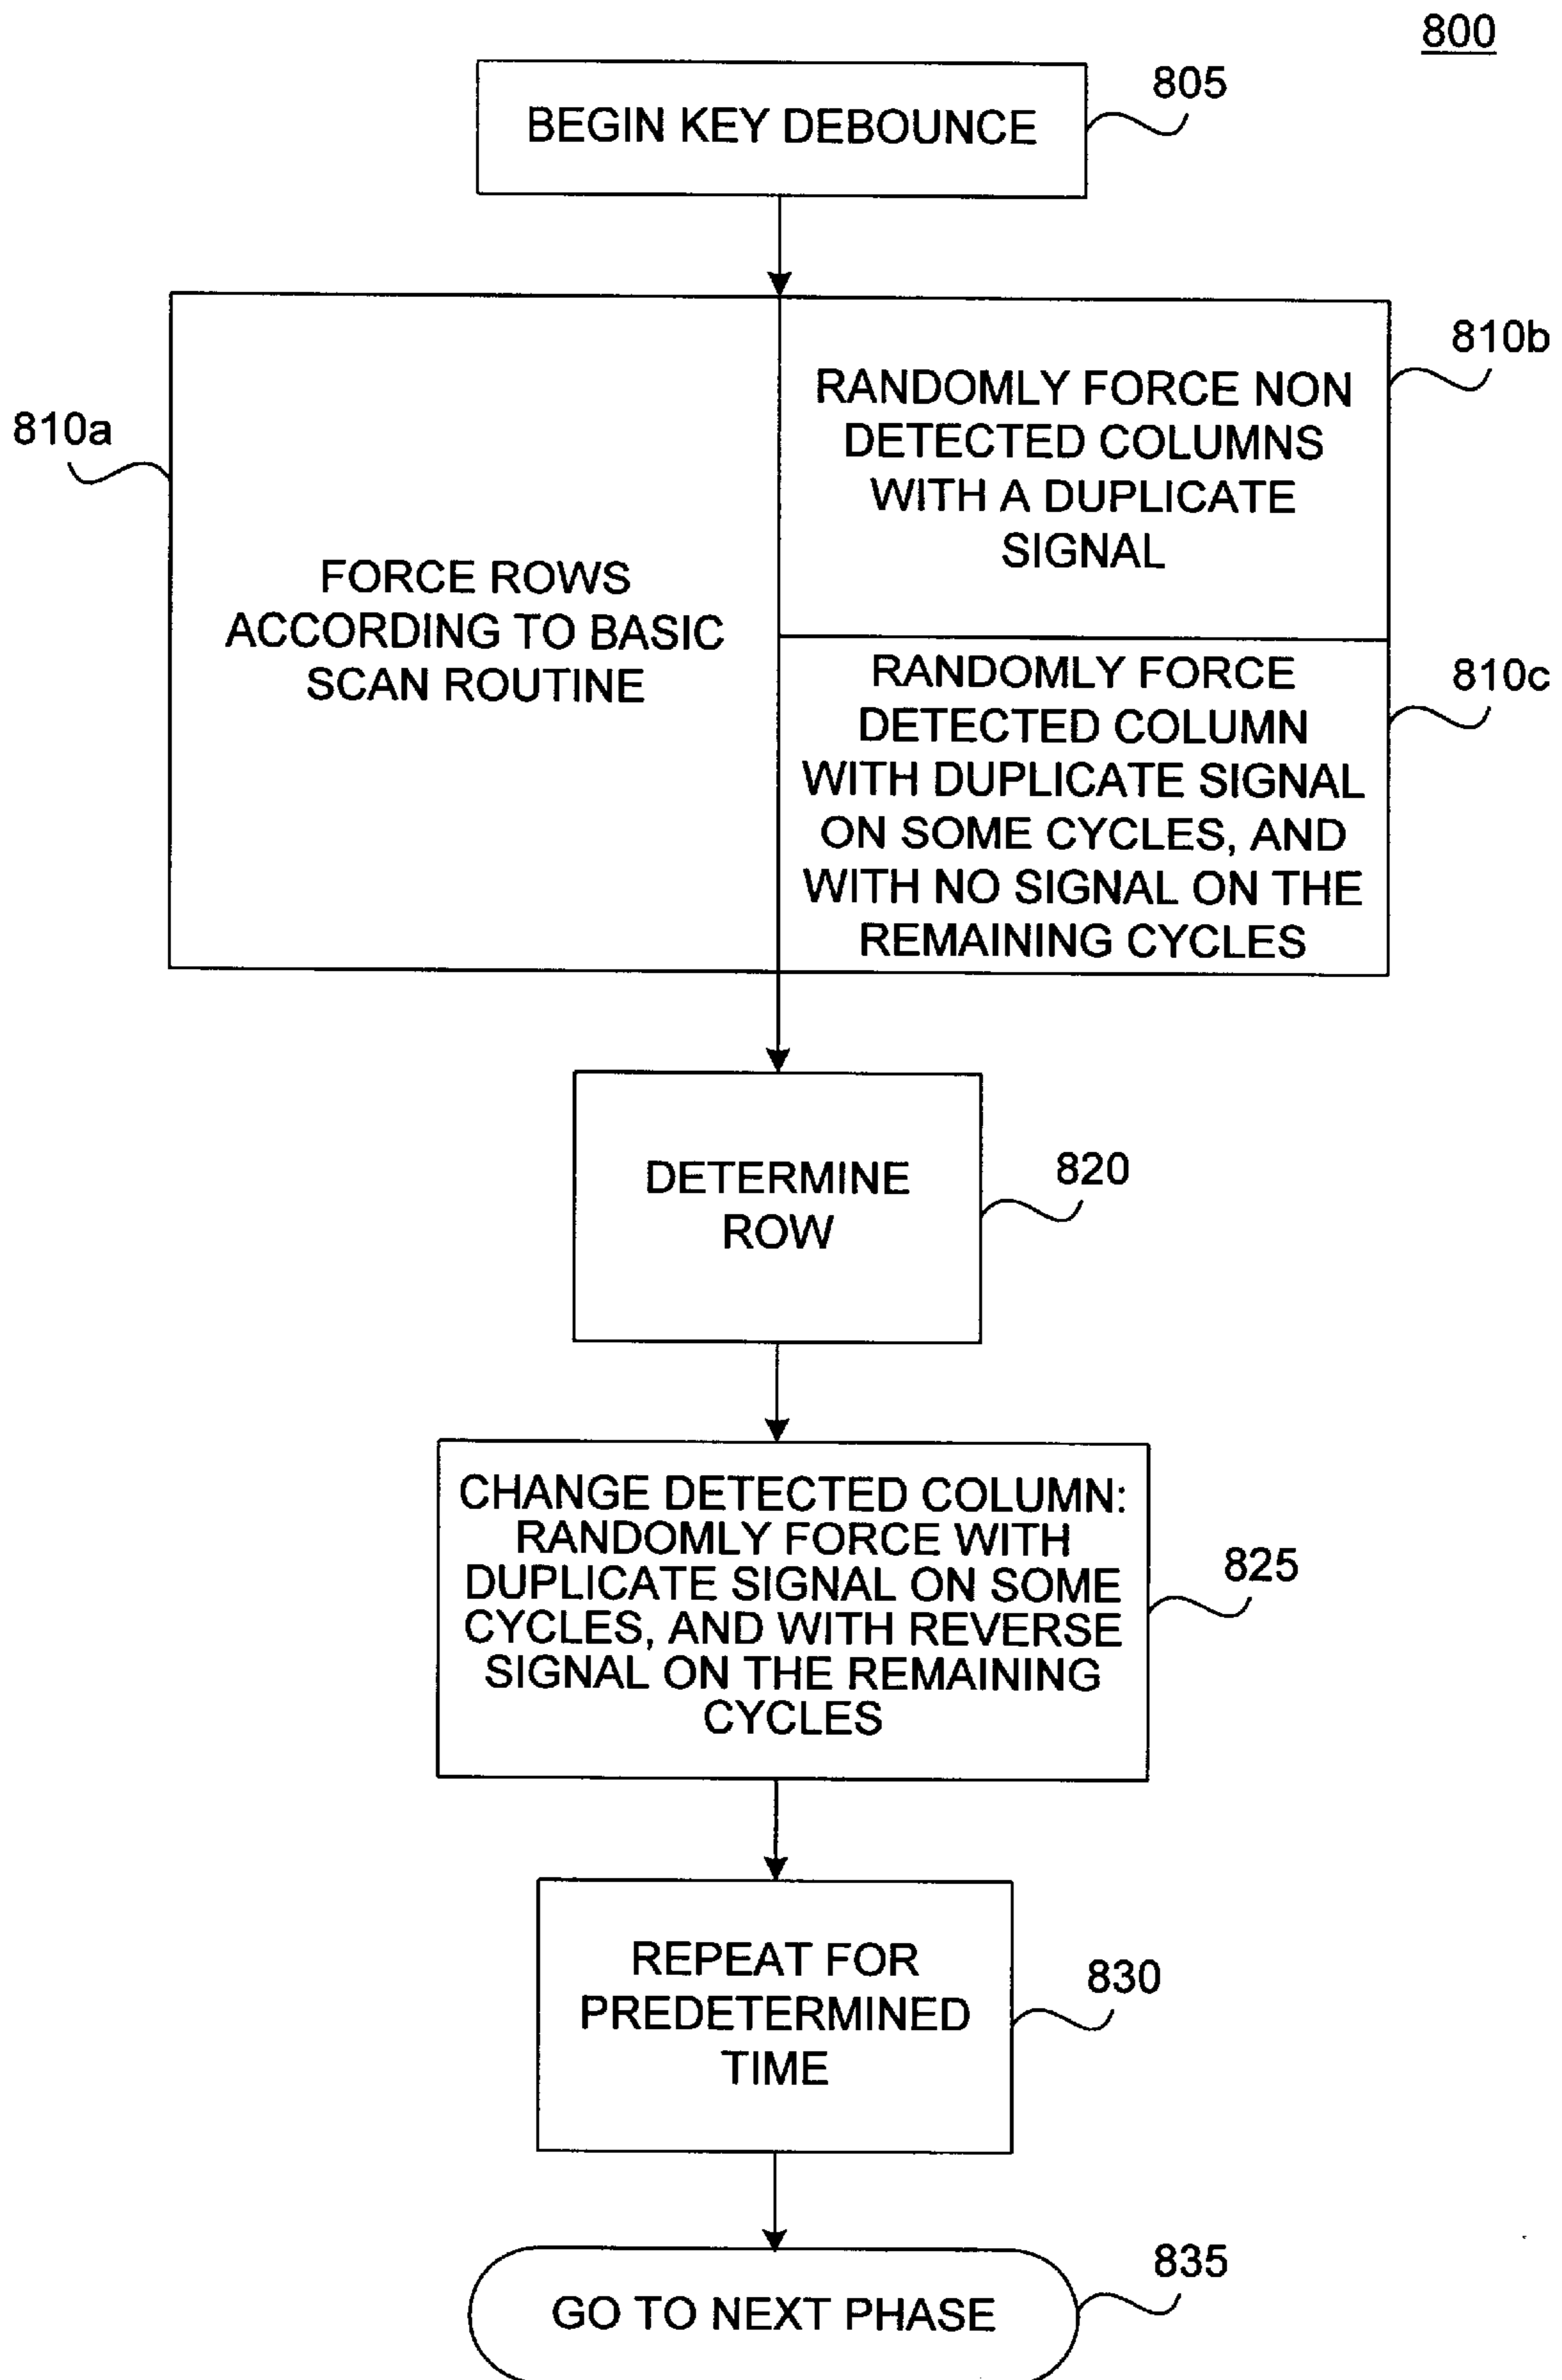 800
BEGIN KEY DEBOUNCE
805
810a
FORCE ROWS
ACCORDING TO BASIC
SCAN ROUTINE
RANDOMLY FORCE NON
DETECTED COLUMNS
WITH A DUPLICATE
SIGNAL
810b
RANDOMLY FORCE
DETECTED COLUMN
WITH DUPLICATE SIGNAL
ON SOME CYCLES, AND
WITH NO SIGNAL ON THE
REMAINING CYCLES
810c
DETERMINE
ROW
820
CHANGE DETECTED COLUMN:
RANDOMLY FORCE WITH
DUPLICATE SIGNAL ON SOME
CYCLES, AND WITH REVERSE
SIGNAL ON THE REMAINING
CYCLES
825
REPEAT FOR
PREDETERMINED
TIME
830
GO TO NEXT PHASE
835